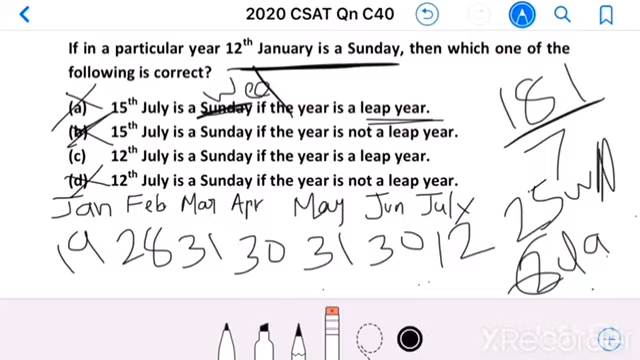 2020 CSAT Qn C40
If in a particular year 12th January is a Sunday, then which one of the
following is correct?
Wed
(a) 15th July is a Sunday if the year is a leap year.
(b) 15th July is a Sunday if the year is not a leap year.
(c) 12th July is a Sunday if the year is a leap year.
(d) 12th July is a Sunday if the year is not a leap year.
Jan Feb Mar Apr May Jun July
19 28 31 30 31 30 12
181
7
25 W
6 da
XRecorder